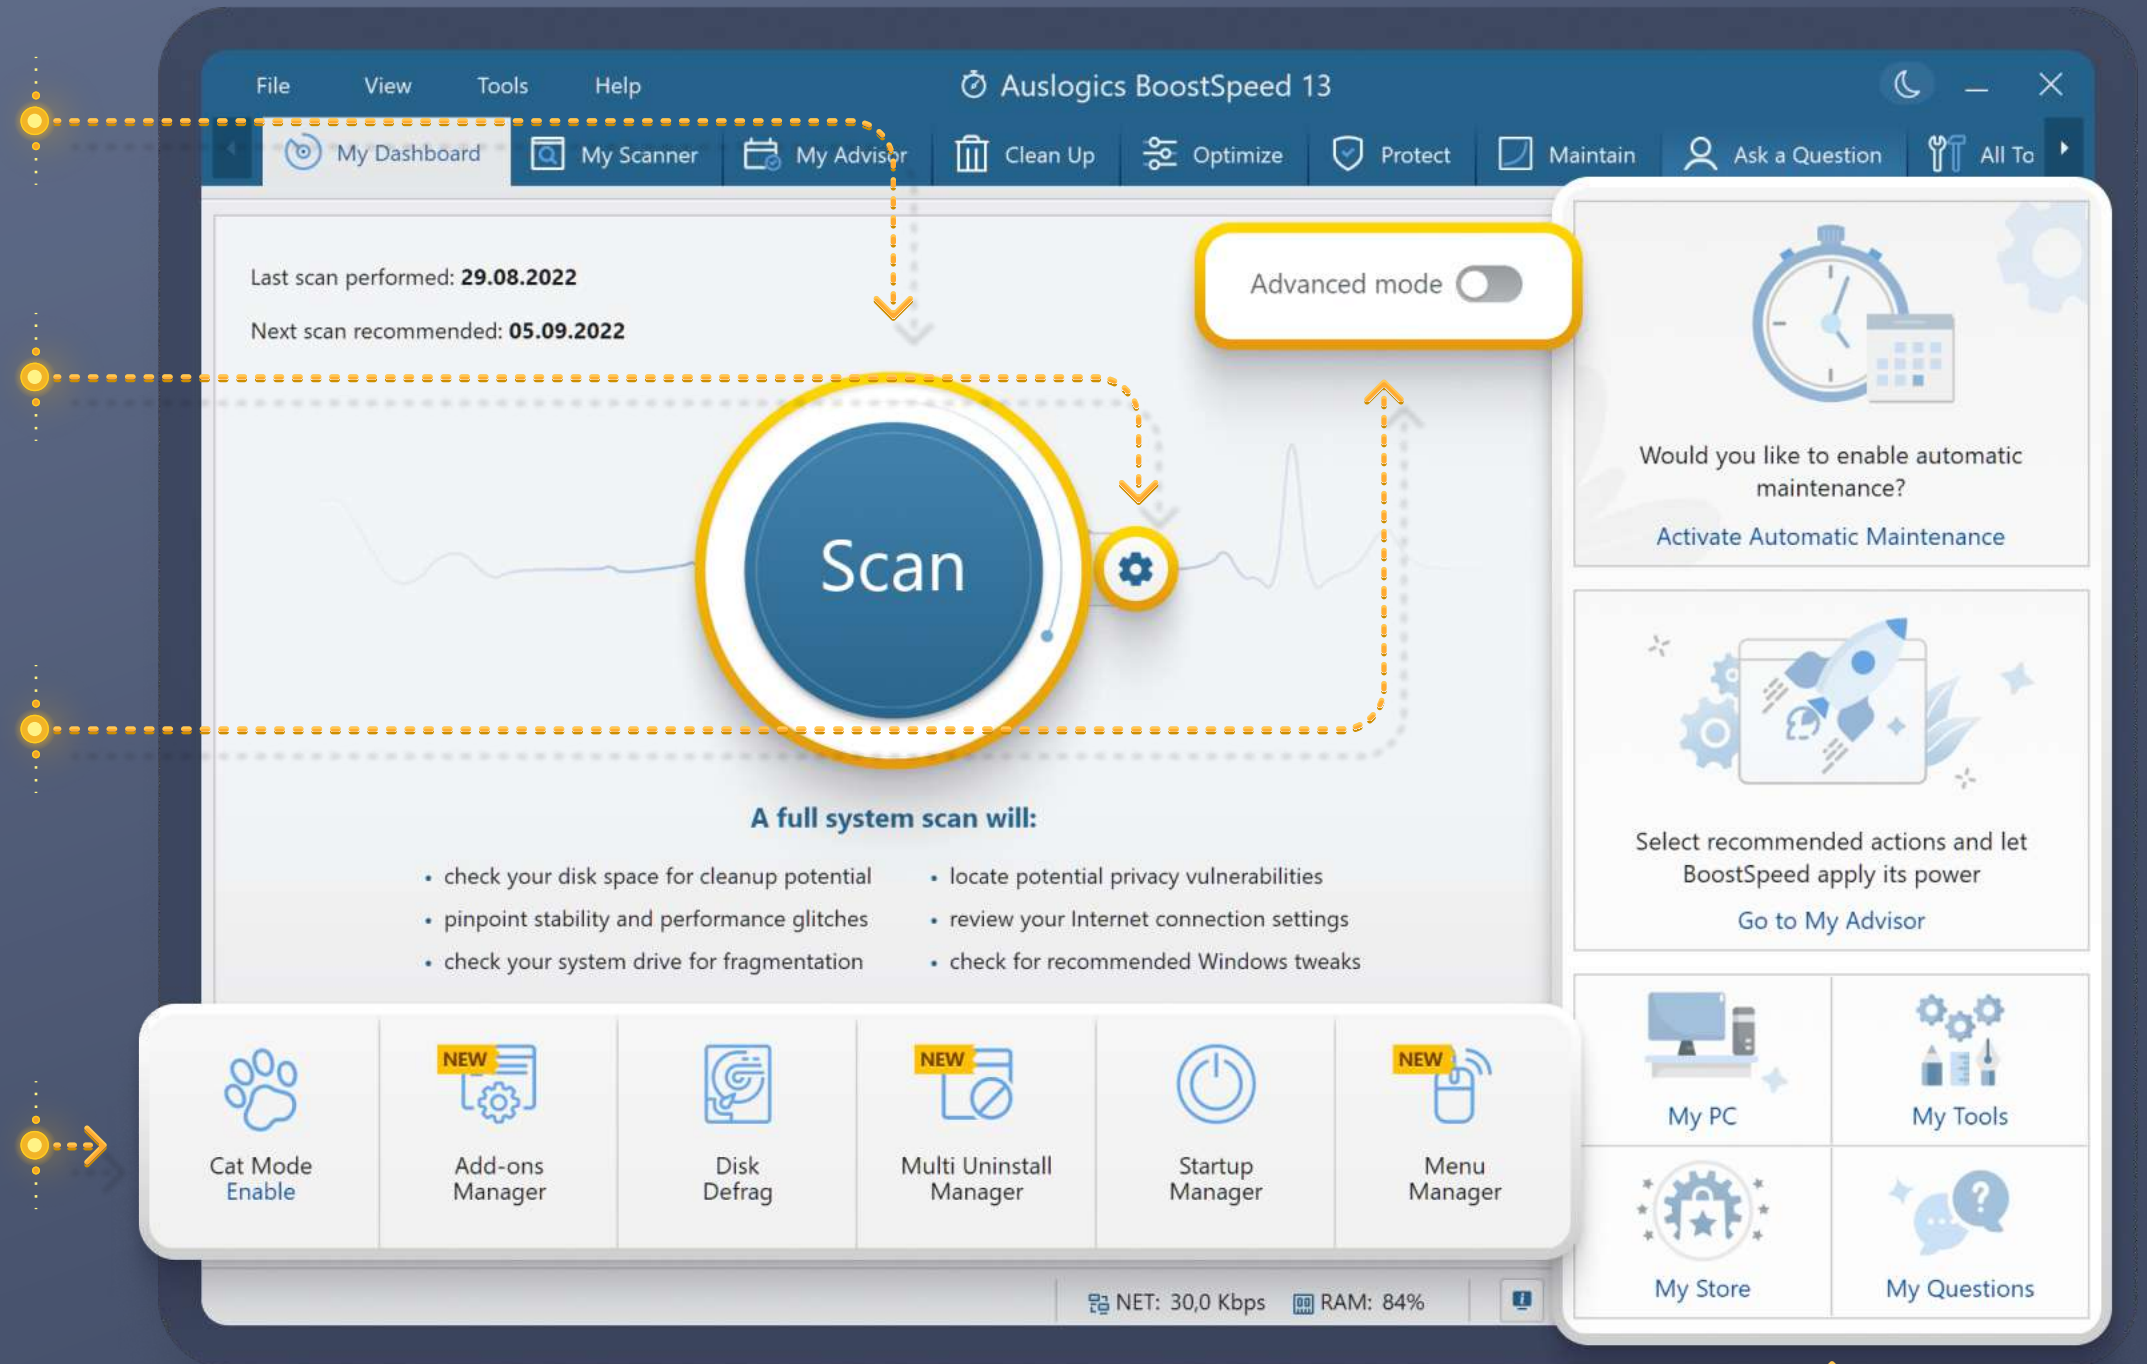 File View Tools Help
Auslogics BoostSpeed 13
My Dashboard
My Scanner
My Advisor
Clean Up
Optimize
Protect
Maintain
Ask a Question
All To
Last scan performed: 29.08.2022
Next scan recommended: 05.09.2022
Advanced mode
Scan
A full system scan will:
• check your disk space for cleanup potential
• pinpoint stability and performance glitches
• check your system drive for fragmentation
• locate potential privacy vulnerabilities
• review your Internet connection settings
• check for recommended Windows tweaks
Would you like to enable automatic
maintenance?
Activate Automatic Maintenance
Select recommended actions and let
BoostSpeed apply its power
Go to My Advisor
My PC
My Tools
My Store
My Questions
Cat Mode
Enable
NEW
Add-ons
Manager
Disk
Defrag
NEW
Multi Uninstall
Manager
Startup
Manager
NEW
Menu
Manager
NET: 30,0 Kbps
RAM: 84%